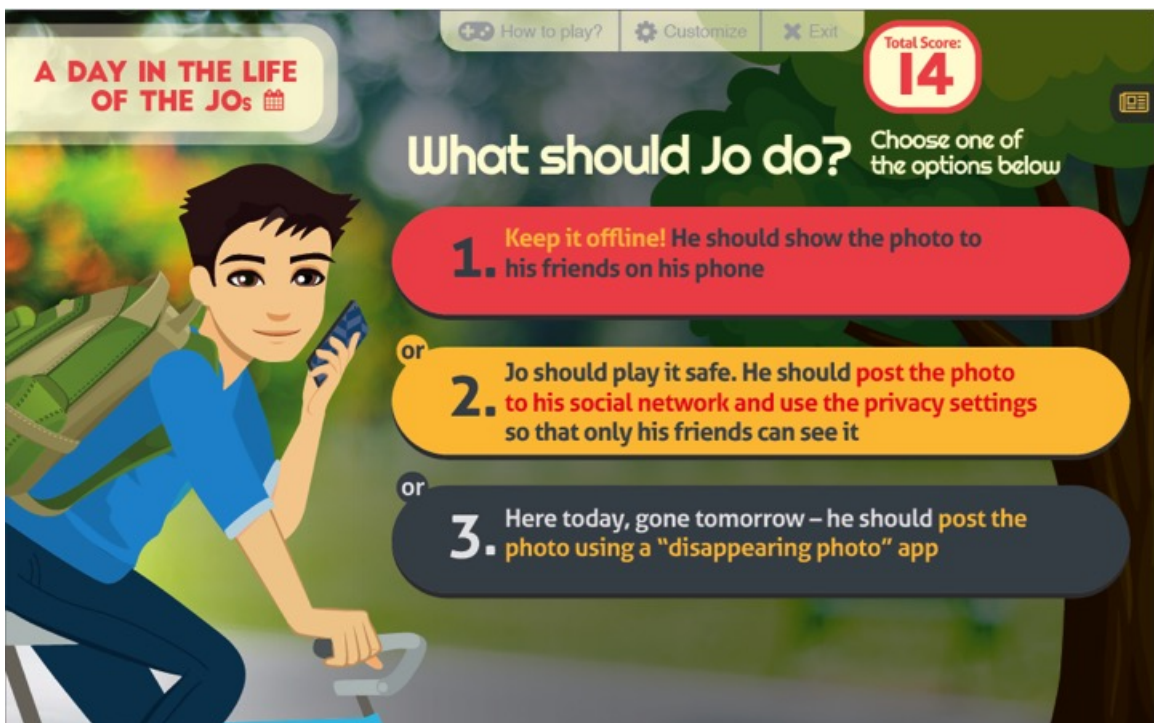 How to play?
Customize
Exit
A DAY IN THE LIFE
OF THE JOs
Total Score:
14
What should Jo do?
Choose one of
the options below
1. Keep it offline! He should show the photo to
his friends on his phone
or
2. Jo should play it safe. He should post the photo
to his social network and use the privacy settings
so that only his friends can see it
or
3. Here today, gone tomorrow – he should post the
photo using a “disappearing photo” app